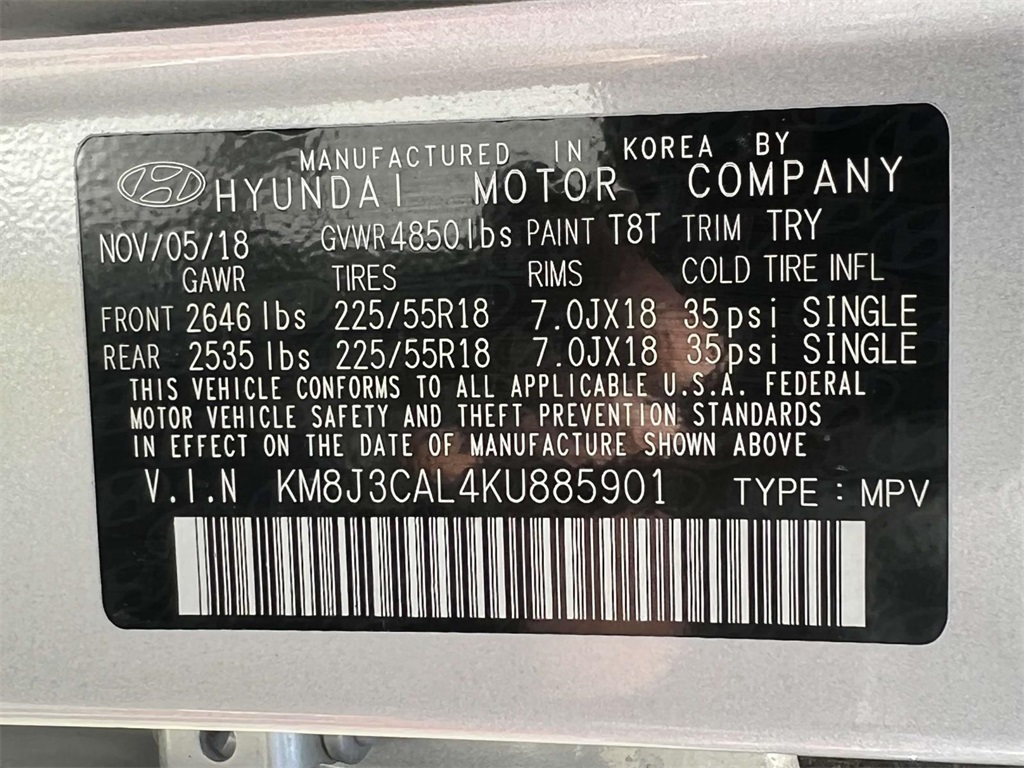 MANUFACTURED IN KOREA BY
HYUNDAI MOTOR COMPANY
NOV/05/18 GVWR 4850 lbs PAINT T8T TRIM TRY
GAWR TIRES RIMS COLD TIRE INFL
FRONT 2646 lbs 225/55R18 7.0JX18 35psi SINGLE
REAR 2535 lbs 225/55R18 7.0JX18 35psi SINGLE
THIS VEHICLE CONFORMS TO ALL APPLICABLE U.S.A. FEDERAL
MOTOR VEHICLE SAFETY AND THEFT PREVENTION STANDARDS
IN EFFECT ON THE DATE OF MANUFACTURE SHOWN ABOVE
V.I.N KM8J3CAL4KU885901 TYPE : MPV